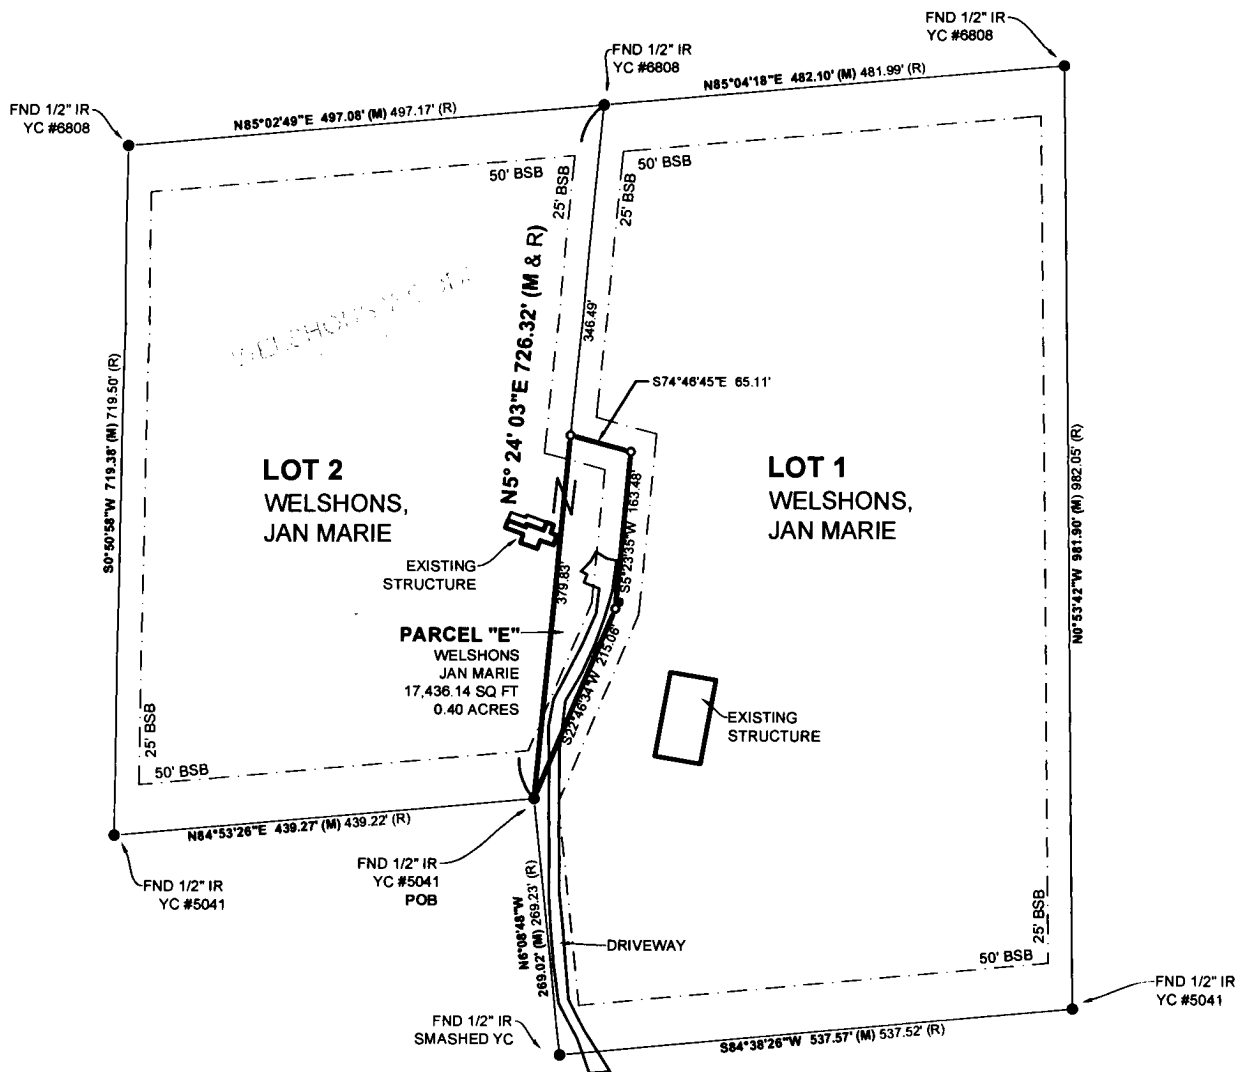 FND 1/2" IR
YC #6808
FND 1/2" IR
YC #6808
FND 1/2" IR
YC #6808
N85°02'49"E 497.08' (M) 497.17' (R)
N85°04'18"E 482.10' (M) 481.99' (R)
50' BSB
25' BSB
50' BSB
25' BSB
N5° 24' 03"E 726.32' (M & R)
346.49'
S74°46'45"E 65.11'
S0°50'58"W 719.38' (M) 719.50' (R)
LOT 2
WELSHONS,
JAN MARIE
LOT 1
WELSHONS,
JAN MARIE
N0°53'42"W 981.90' (M) 982.05' (R)
EXISTING
STRUCTURE
379.83'
S5°23'35"W 163.48'
PARCEL "E"
WELSHONS
JAN MARIE
17,436.14 SQ FT
0.40 ACRES
S22°46'34"W 215.06'
EXISTING
STRUCTURE
25' BSB
50' BSB
N84°53'26"E 439.27' (M) 439.22' (R)
FND 1/2" IR
YC #5041
FND 1/2" IR
YC #5041
POB
N6°08'48"W
269.02' (M) 269.23' (R)
DRIVEWAY
25' BSB
50' BSB
FND 1/2" IR
YC #5041
FND 1/2" IR
SMASHED YC
S84°38'26"W 537.57' (M) 537.52' (R)